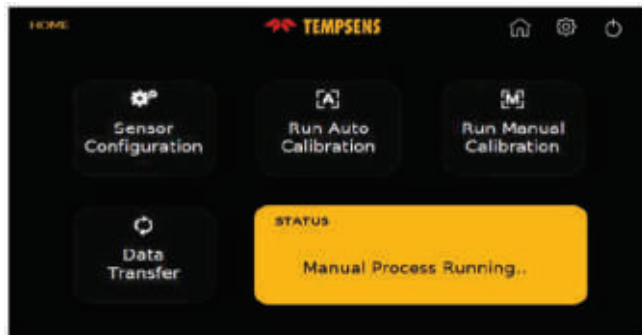 HOME
TEMPSENS
Sensor
Configuration
[A]
Run Auto
Calibration
[M]
Run Manual
Calibration
Data
Transfer
STATUS
Manual Process Running..